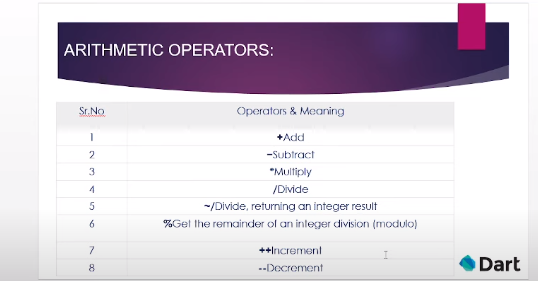 ARITHMETIC OPERATORS:
Sr.No Operators & Meaning
1 +Add
2 −Subtract
3 *Multiply
4 /Divide
5 ~/Divide, returning an integer result
6 %Get the remainder of an integer division (modulo)
7 ++Increment
8 --Decrement
Dart